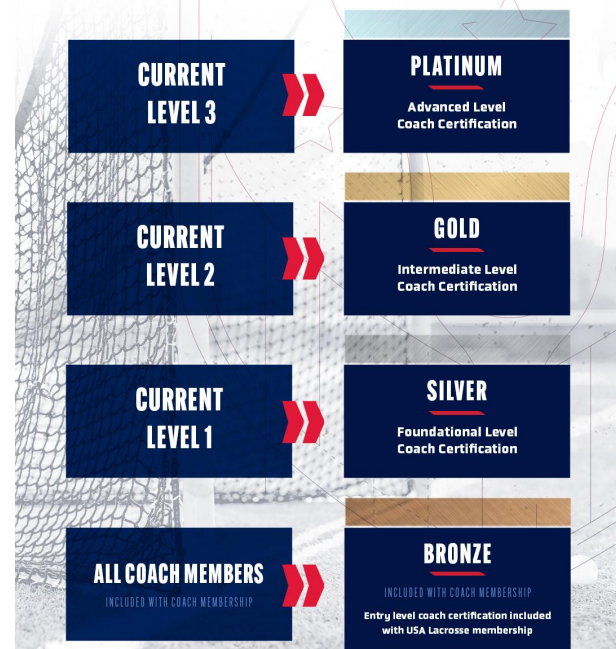 CURRENT
LEVEL 3
PLATINUM
Advanced Level
Coach Certification
CURRENT
LEVEL 2
GOLD
Intermediate Level
Coach Certification
CURRENT
LEVEL 1
SILVER
Foundational Level
Coach Certification
ALL COACH MEMBERS
INCLUDED WITH COACH MEMBERSHIP
BRONZE
INCLUDED WITH COACH MEMBERSHIP
Entry level coach certification included
with USA Lacrosse membership